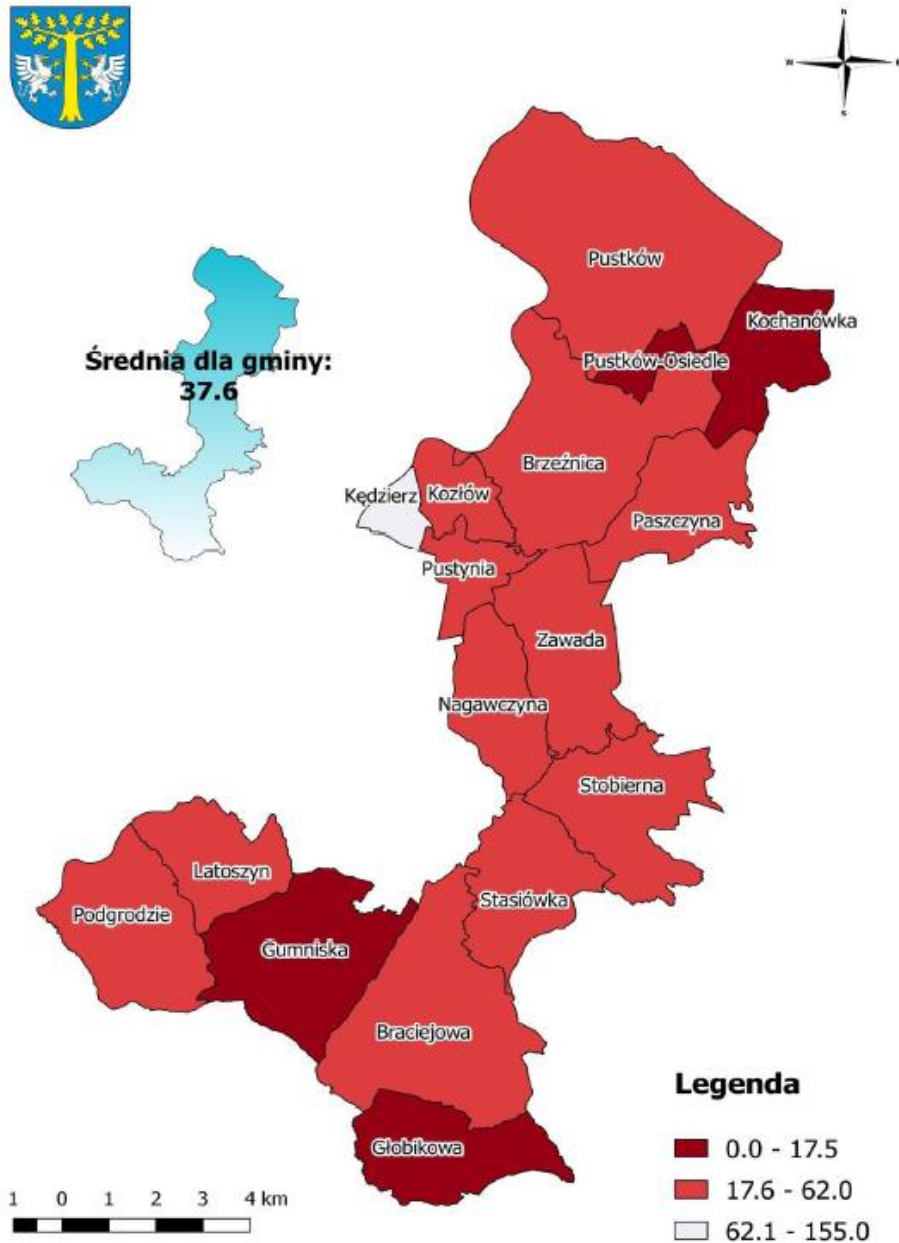 N
W
E
S
Pustków
Kochanówka
Pustków-Osiedle
Średnia dla gminy:
37.6
Brzeźnica
Kędzierz
Kozłów
Paszczyna
Pustynia
Zawada
Nagawczyna
Stobierna
Latoszyn
Stasiówka
Podgrodzie
Gumniska
Braciejowa
Głobikowa
Legenda
0.0 - 17.5
17.6 - 62.0
62.1 - 155.0
1 0 1 2 3 4 km